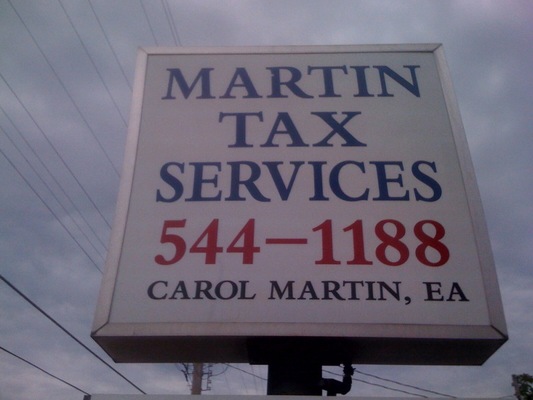 MARTIN
TAX
SERVICES
544-1188
CAROL MARTIN, EA